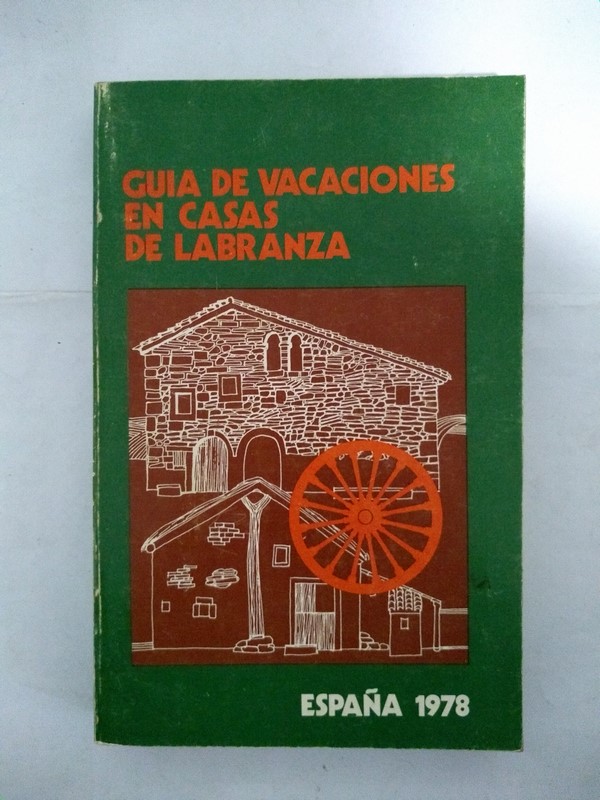 GUIA DE VACACIONES
EN CASAS
DE LABRANZA
ESPAÑA 1978